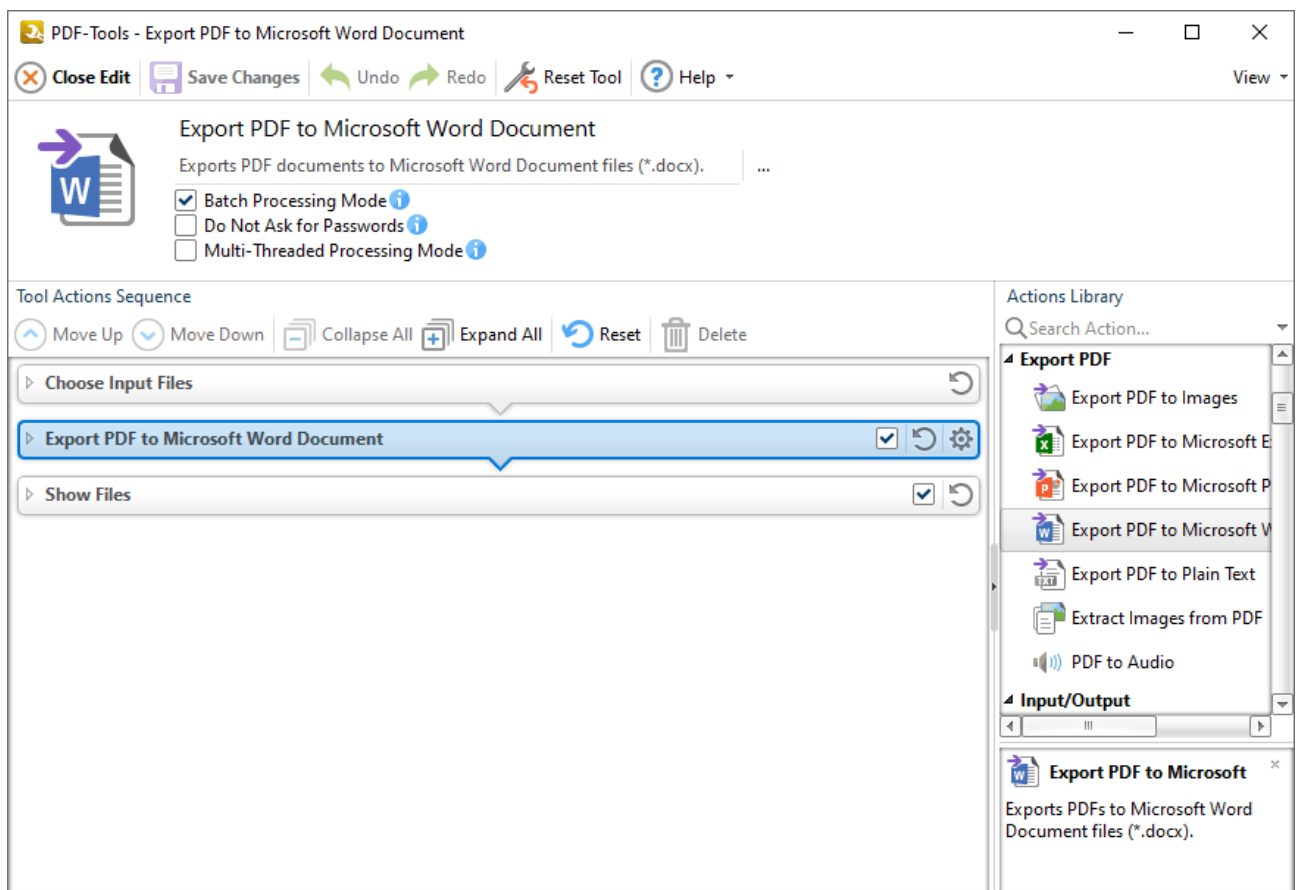 PDF-Tools - Export PDF to Microsoft Word Document
Close Edit Save Changes Undo Redo Reset Tool ? Help View
Export PDF to Microsoft Word Document
W
Exports PDF documents to Microsoft Word Document files (*.docx). ...
Batch Processing Mode i
Do Not Ask for Passwords i
Multi-Threaded Processing Mode i
Tool Actions Sequence
Move Up Move Down Collapse All Expand All Reset Delete
Choose Input Files
Export PDF to Microsoft Word Document
Show Files
Actions Library
Search Action...
Export PDF
Export PDF to Images
X Export PDF to Microsoft E
P Export PDF to Microsoft P
W Export PDF to Microsoft W
TXT Export PDF to Plain Text
Extract Images from PDF
PDF to Audio
Input/Output
W Export PDF to Microsoft
Exports PDFs to Microsoft Word
Document files (*.docx).